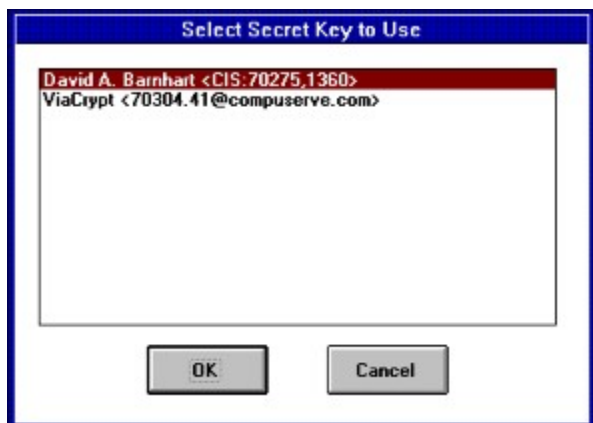 Select Secret Key to Use
David A. Barnhart <CIS:70275,1360>
ViaCrypt <70304.41@compuserve.com>
OK
Cancel